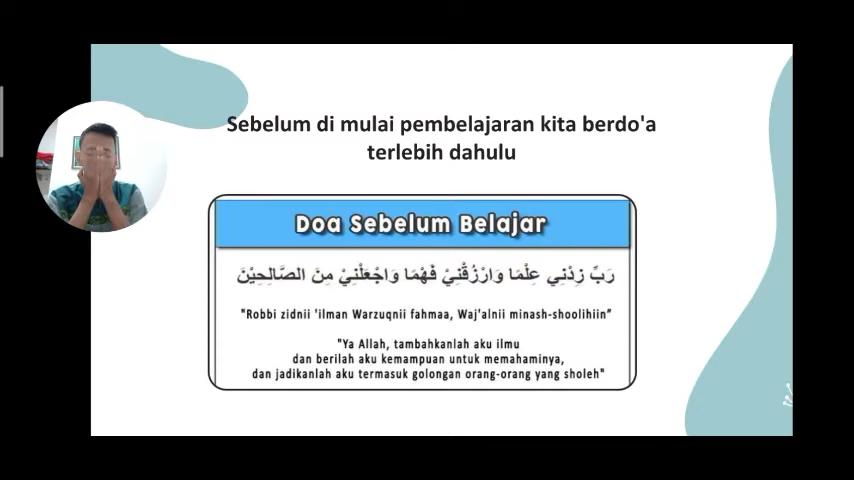 Sebelum di mulai pembelajaran kita berdo'a
terlebih dahulu
Doa Sebelum Belajar
رَبِّ زِدْنِي عِلْمًا وَارْزُقْنِيْ فَهْمًا وَاجْعَلْنِيْ مِنَ الصَّالِحِيْنَ
"Robbi zidnii 'ilman Warzuqnii fahmaa, Waj'alnii minash-shoolihiin”
"Ya Allah, tambahkanlah aku ilmu
dan berilah aku kemampuan untuk memahaminya,
dan jadikanlah aku termasuk golongan orang-orang yang sholeh"